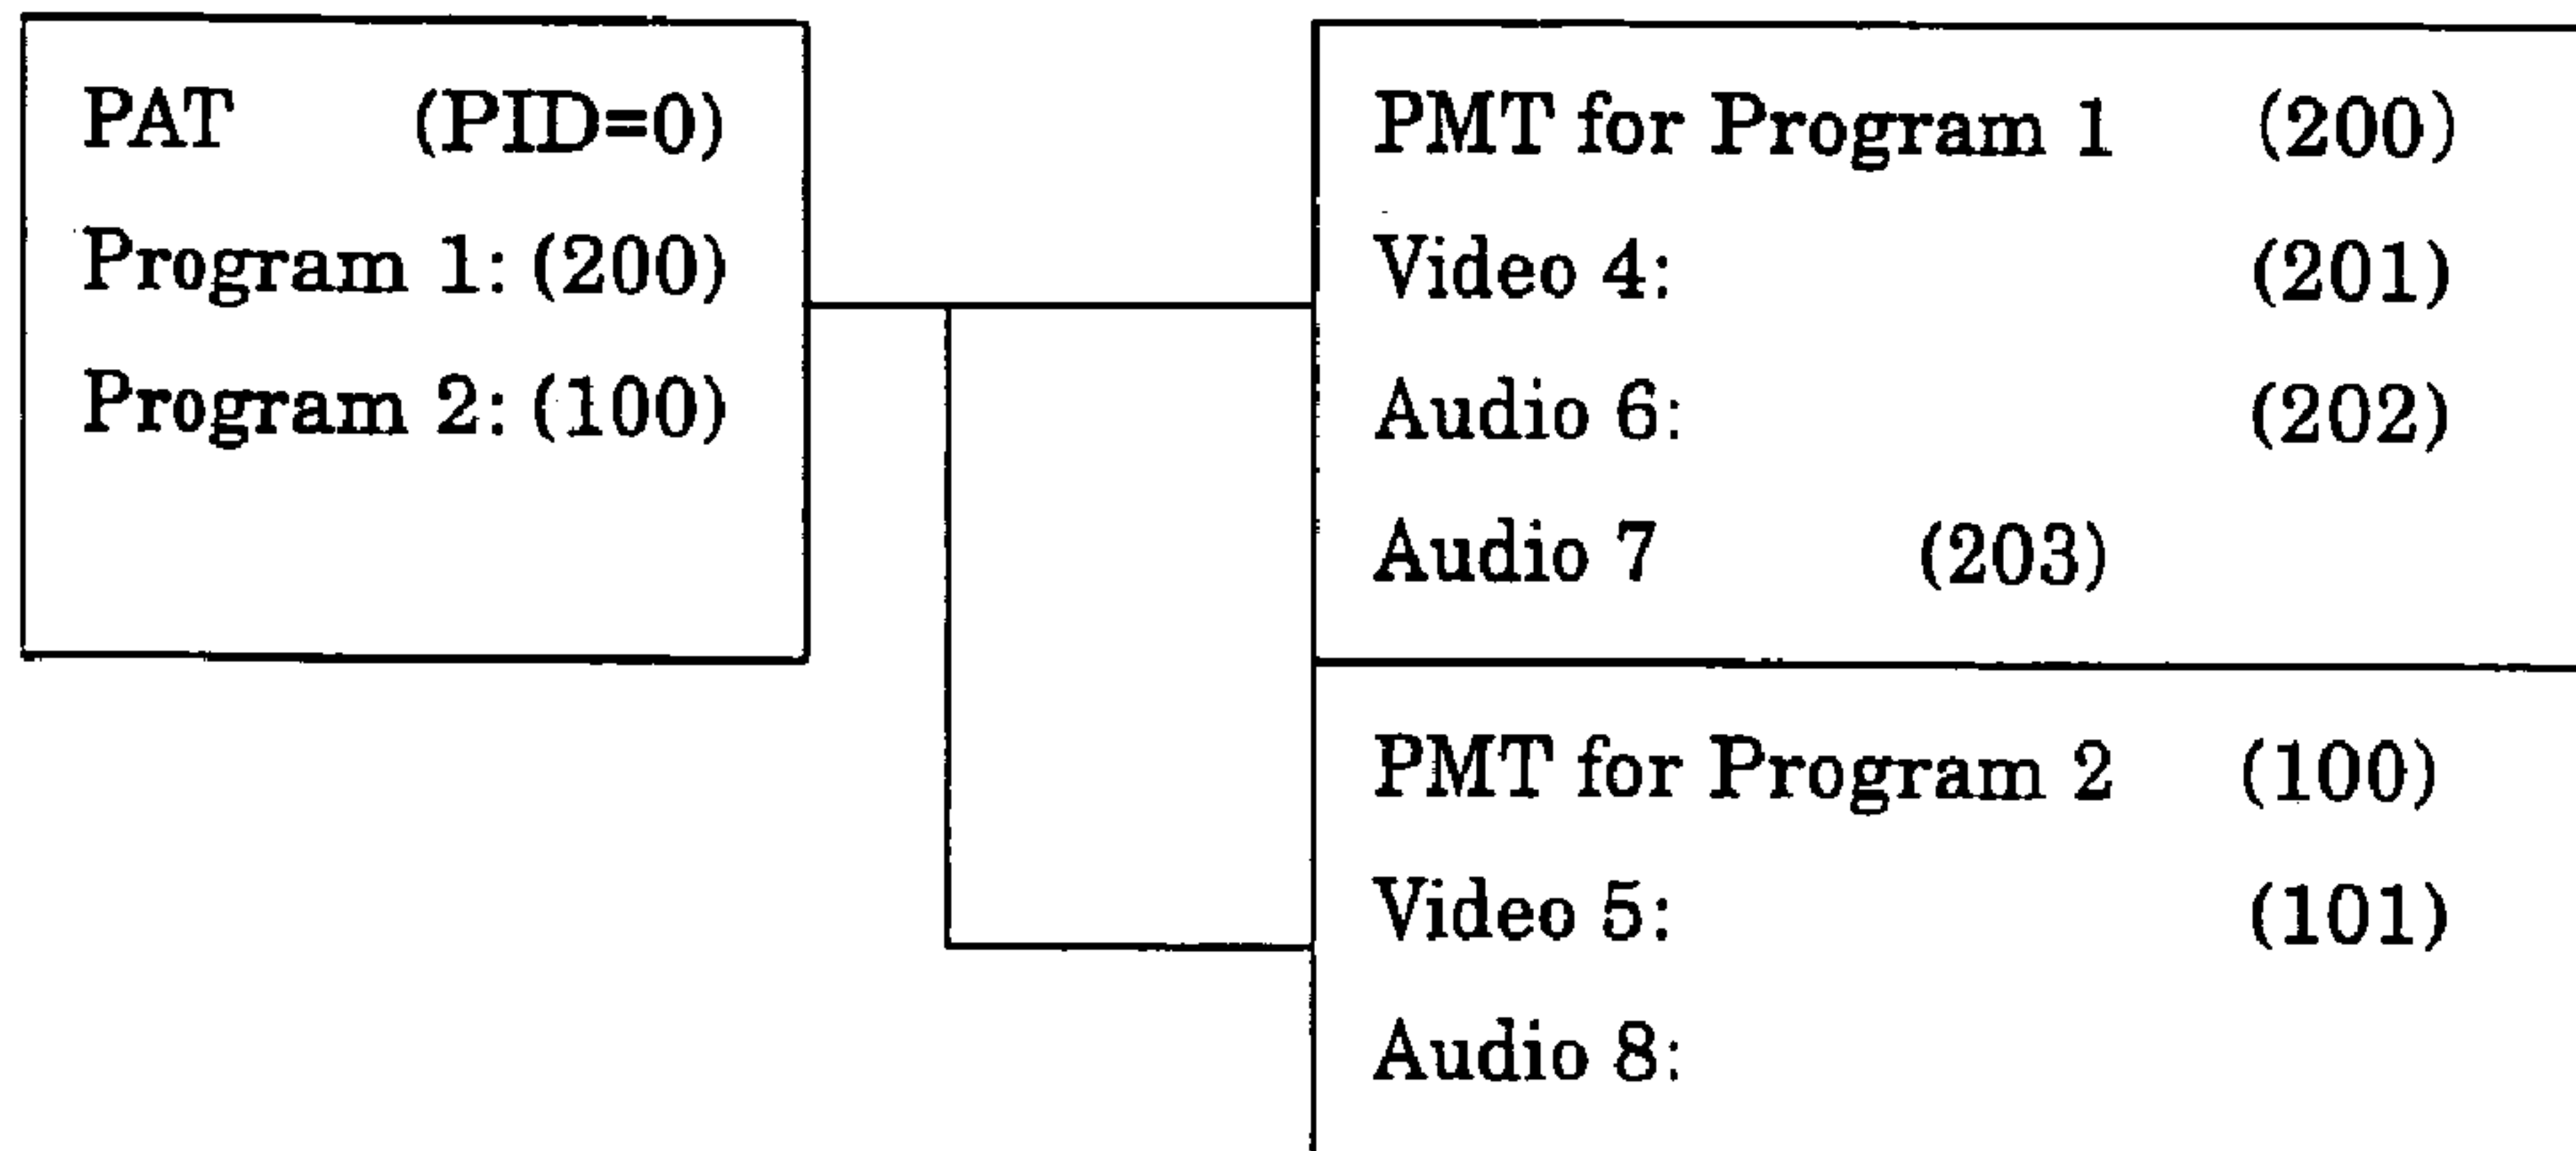 PAT (PID=0)
Program 1: (200)
Program 2: (100)
PMT for Program 1 (200)
Video 4: (201)
Audio 6: (202)
Audio 7 (203)
PMT for Program 2 (100)
Video 5: (101)
Audio 8: